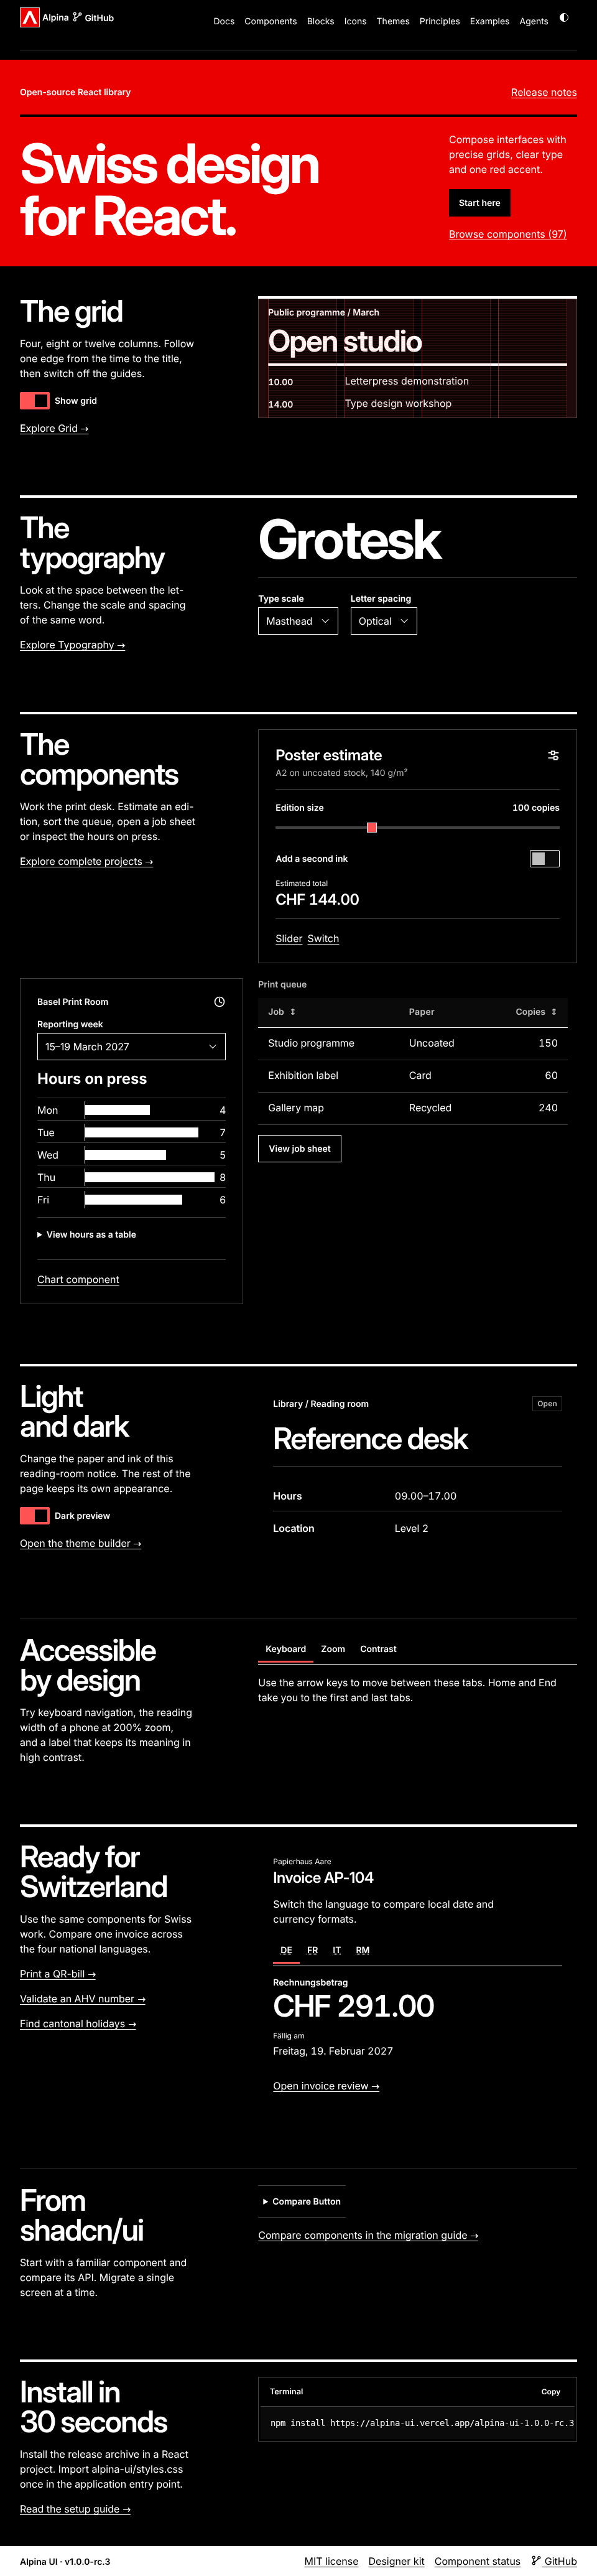 Alpina GitHub
Docs Components Blocks Icons Themes Principles Examples Agents
Open-source React library
Release notes
Swiss design
for React.
Compose interfaces with
precise grids, clear type
and one red accent.
Start here
Browse components (97)
The grid
Four, eight or twelve columns. Follow
one edge from the time to the title,
then switch off the guides.
Show grid
Explore Grid →
Public programme / March
Open studio
10.00 Letterpress demonstration
14.00 Type design workshop
The
typography
Look at the space between the let-
ters. Change the scale and spacing
of the same word.
Explore Typography →
Grotesk
Type scale Letter spacing
Masthead Optical
The
components
Work the print desk. Estimate an edi-
tion, sort the queue, open a job sheet
or inspect the hours on press.
Explore complete projects →
Poster estimate
A2 on uncoated stock, 140 g/m²
Edition size 100 copies
Add a second ink
Estimated total
CHF 144.00
Slider Switch
Basel Print Room
Reporting week
15–19 March 2027
Hours on press
Mon 4
Tue 7
Wed 5
Thu 8
Fri 6
View hours as a table
Chart component
Print queue
Job ↕ Paper Copies ↕
Studio programme Uncoated 150
Exhibition label Card 60
Gallery map Recycled 240
View job sheet
Light
and dark
Change the paper and ink of this
reading-room notice. The rest of the
page keeps its own appearance.
Dark preview
Open the theme builder →
Library / Reading room Open
Reference desk
Hours 09.00–17.00
Location Level 2
Accessible
by design
Try keyboard navigation, the reading
width of a phone at 200% zoom,
and a label that keeps its meaning in
high contrast.
Keyboard Zoom Contrast
Use the arrow keys to move between these tabs. Home and End
take you to the first and last tabs.
Ready for
Switzerland
Use the same components for Swiss
work. Compare one invoice across
the four national languages.
Print a QR-bill →
Validate an AHV number →
Find cantonal holidays →
Papierhaus Aare
Invoice AP-104
Switch the language to compare local date and
currency formats.
DE FR IT RM
Rechnungsbetrag
CHF 291.00
Fällig am
Freitag, 19. Februar 2027
Open invoice review →
From
shadcn/ui
Start with a familiar component and
compare its API. Migrate a single
screen at a time.
Compare Button
Compare components in the migration guide →
Install in
30 seconds
Install the release archive in a React
project. Import alpina-ui/styles.css
once in the application entry point.
Read the setup guide →
Terminal Copy
npm install https://alpina-ui.vercel.app/alpina-ui-1.0.0-rc.3
Alpina UI · v1.0.0-rc.3
MIT license Designer kit Component status GitHub